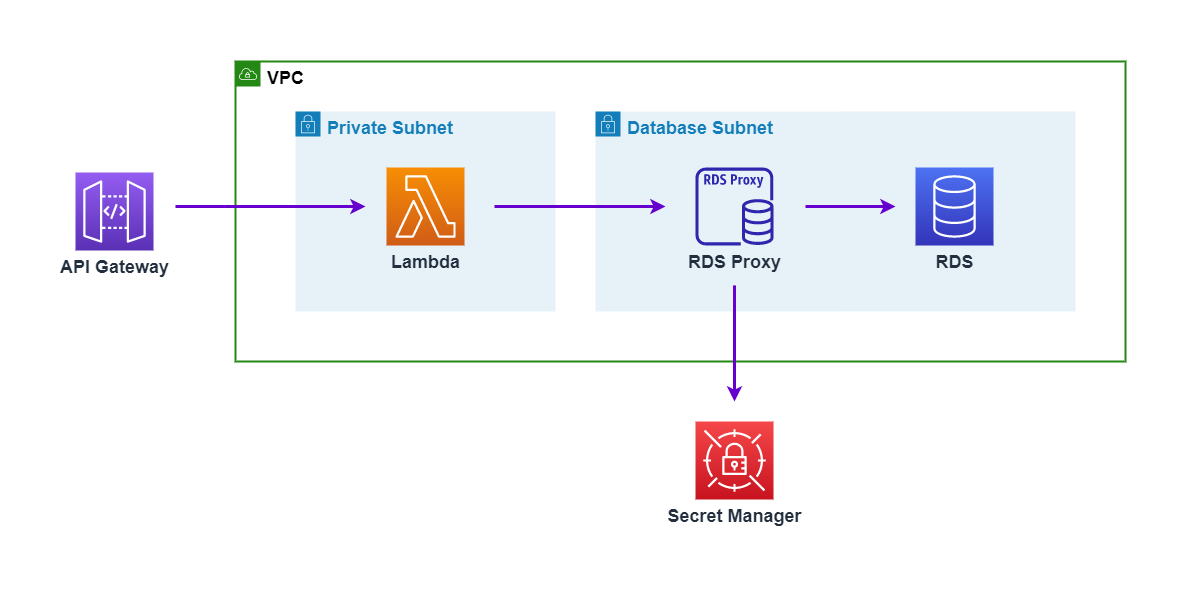 VPC
Private Subnet
Database Subnet
RDS Proxy
API Gateway
Lambda
RDS Proxy
RDS
Secret Manager